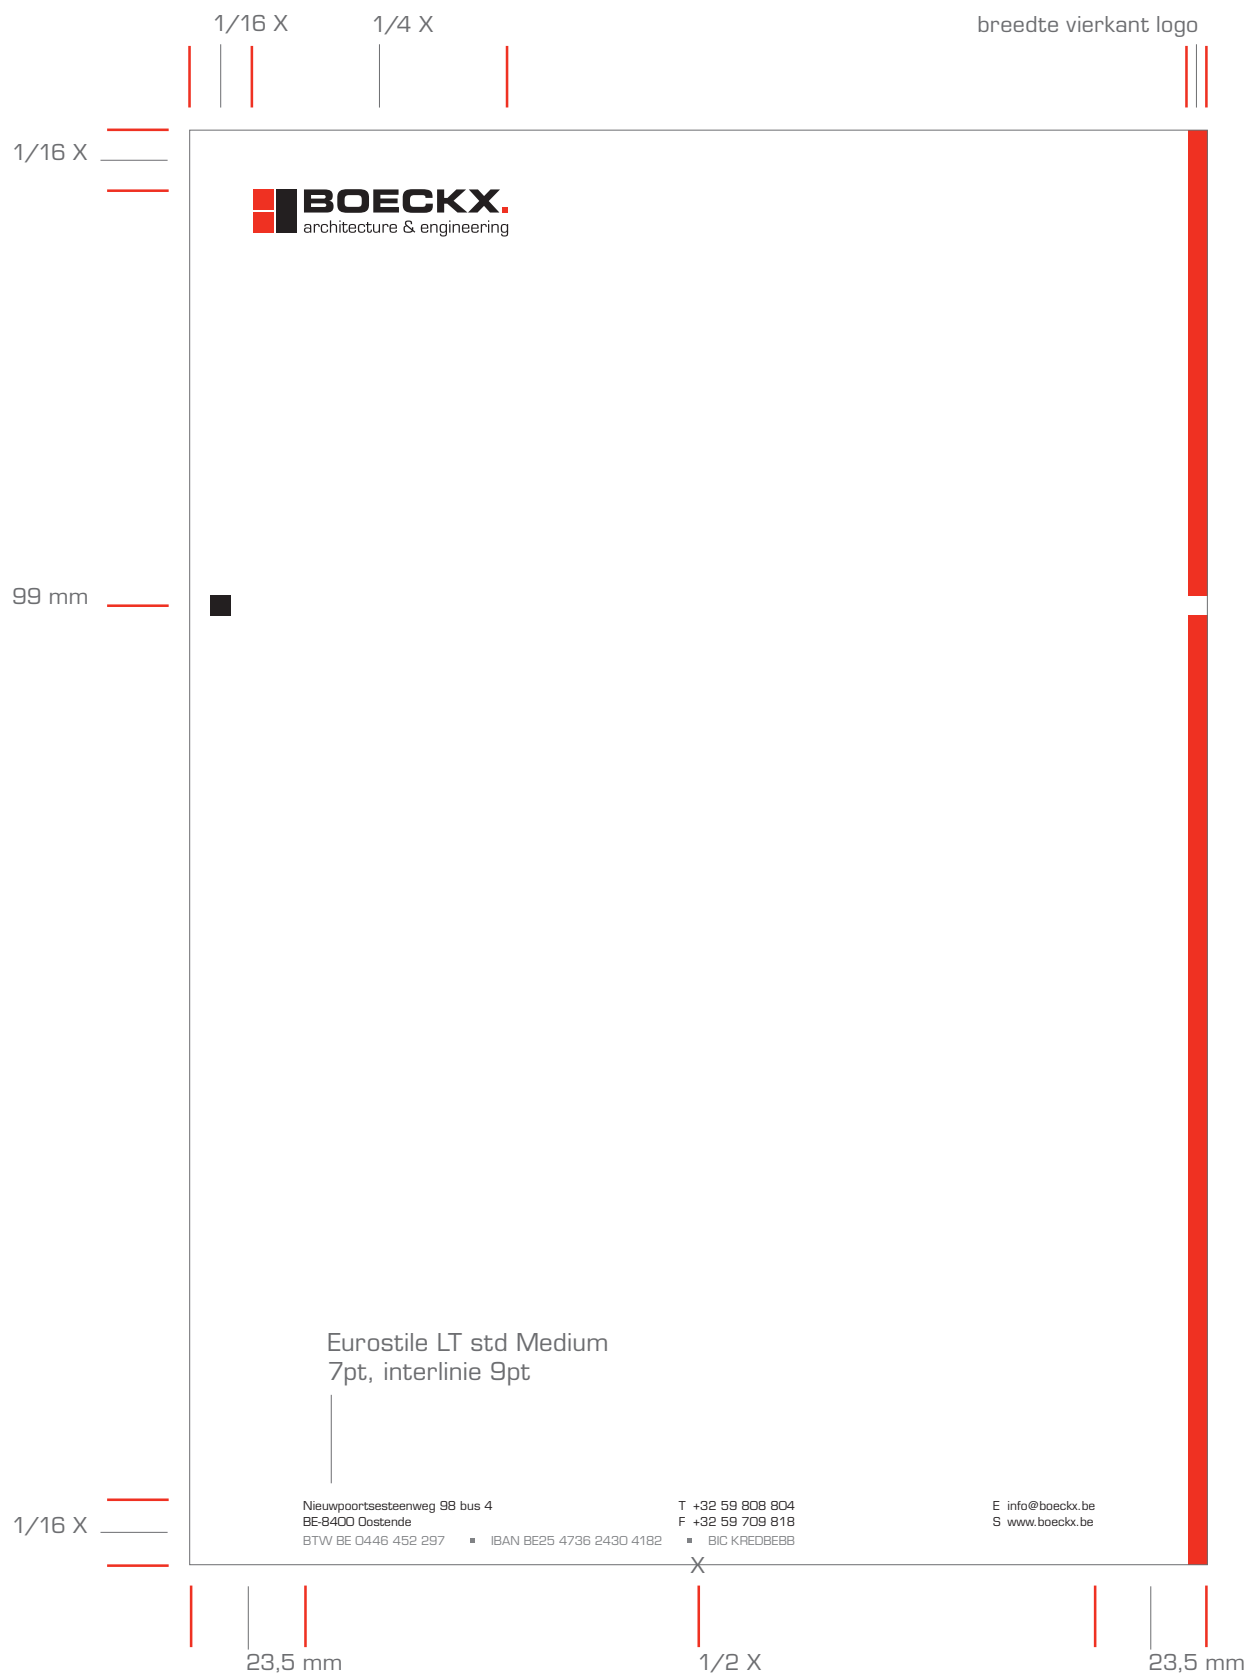 1/16 X
1/4 X
breedte vierkant logo
1/16 X
BOECKX.
architecture & engineering
99 mm
Eurostile LT std Medium
7pt, interlinie 9pt
Nieuwpoortsesteenweg 98 bus 4
BE-8400 Oostende
BTW BE 0446 452 297 ▪ IBAN BE25 4736 2430 4182 ▪ BIC KREDBEBB
T +32 59 808 804
F +32 59 709 818
E info@boeckx.be
S www.boeckx.be
1/16 X
X
23,5 mm
1/2 X
23,5 mm